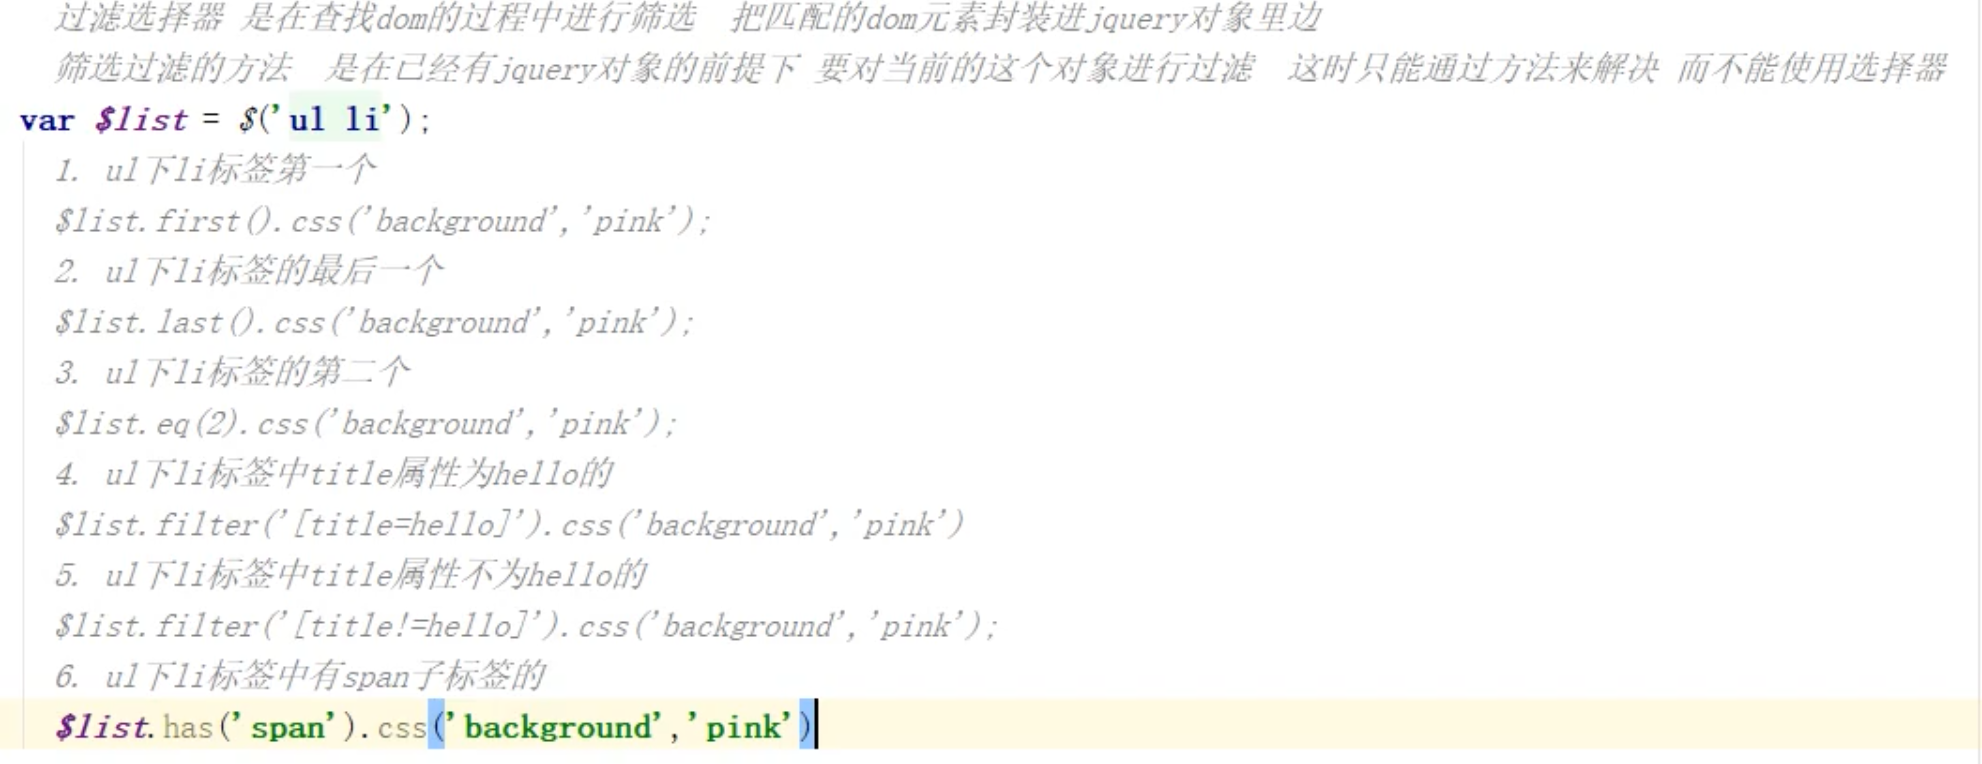 过滤选择器 是在查找dom的过程中进行筛选 把匹配的dom元素封装进jquery对象里边
筛选过滤的方法 是在已经有jquery对象的前提下 要对当前的这个对象进行过滤 这时只能通过方法来解决 而不能使用选择器
var $list = $('ul li');
1. ul下li标签第一个
$list.first().css('background','pink');
2. ul下li标签的最后一个
$list.last().css('background','pink');
3. ul下li标签的第二个
$list.eq(2).css('background','pink');
4. ul下li标签中title属性为hello的
$list.filter('[title=hello]').css('background','pink')
5. ul下li标签中title属性不为hello的
$list.filter('[title!=hello]').css('background','pink');
6. ul下li标签中有span子标签的
$list.has('span').css('background','pink')